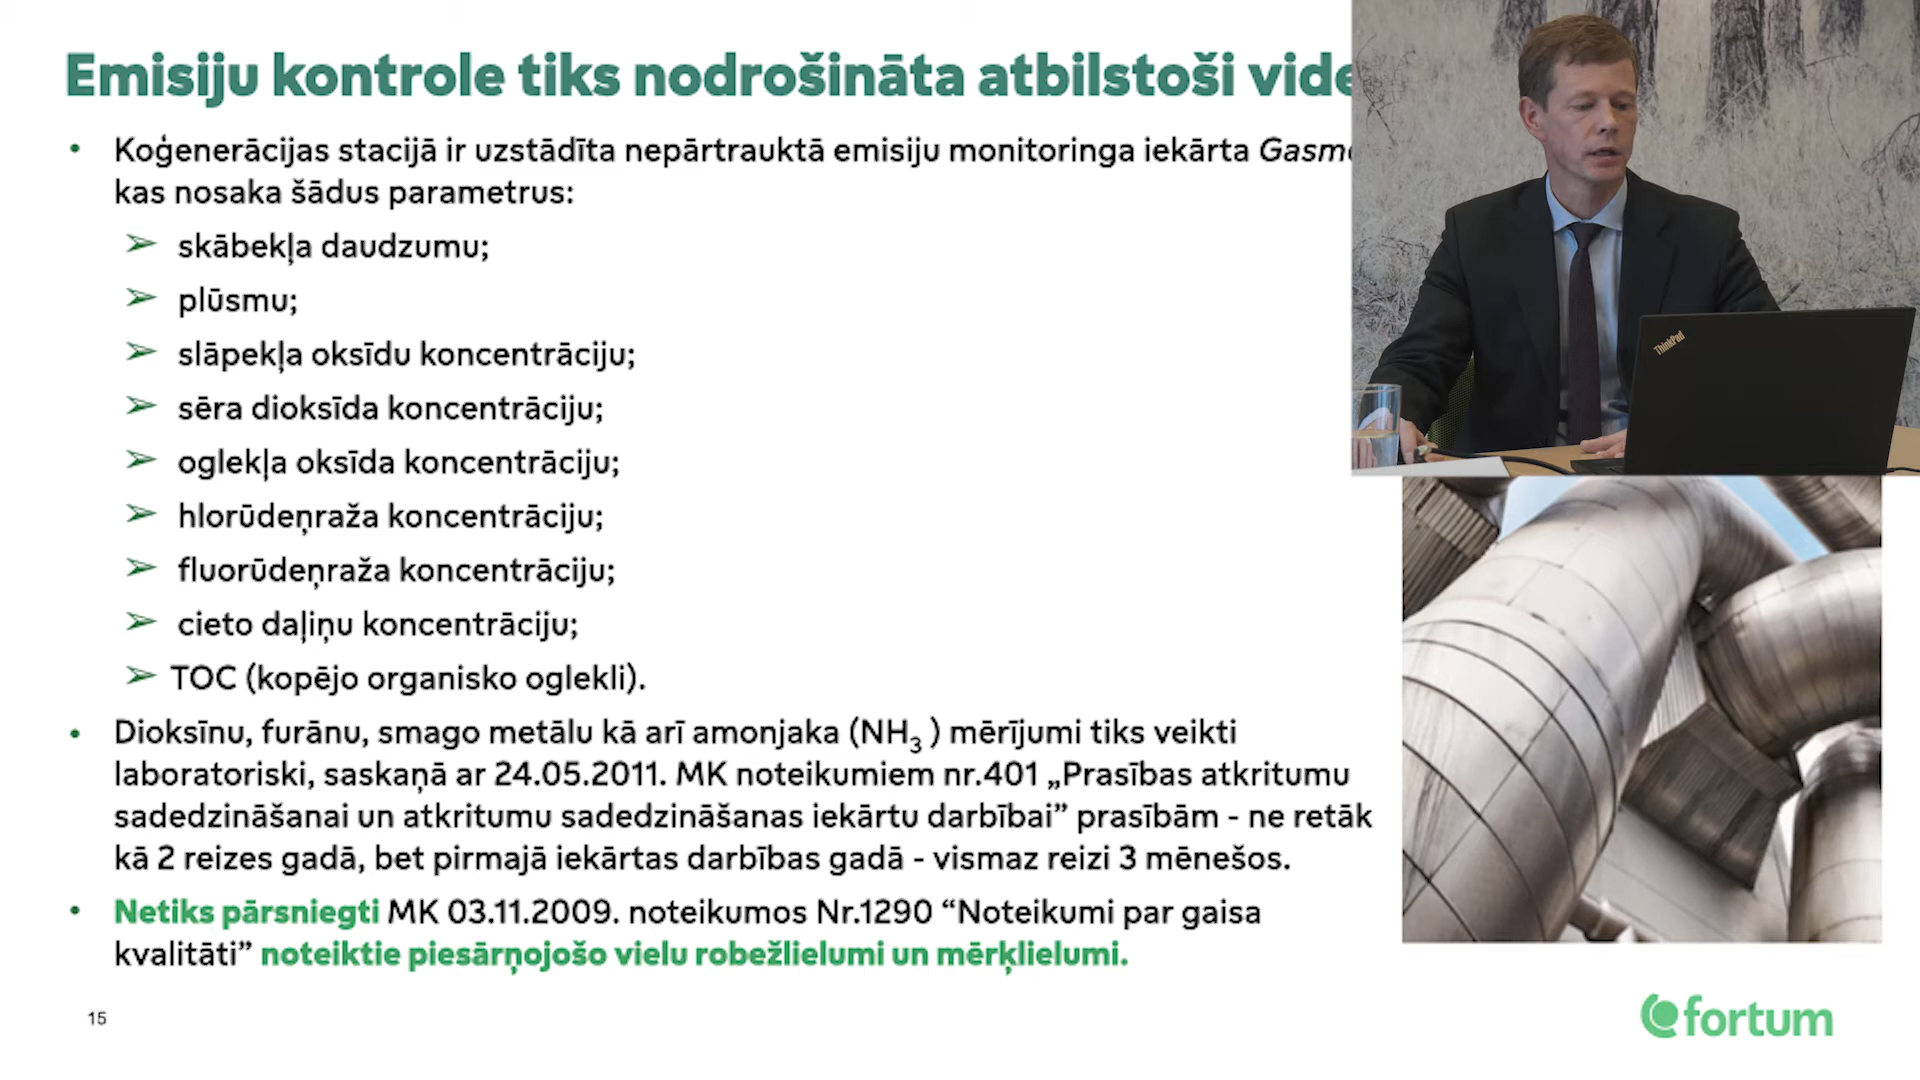 Emisiju kontrole tiks nodrošināta atbilstoši
• Koģenerācijas stacijā ir uzstādīta nepārtrauktā emisiju monitoringa iekārta
kas nosaka šādus parametrus:
➢ skābekļa daudzumu;
➢ plūsmu;
➢ slāpekļa oksīdu koncentrāciju;
➢ sēra dioksīda koncentrāciju;
➢ oglekļa oksīda koncentrāciju;
➢ hlorūdeņraža koncentrāciju;
➢ fluorūdeņraža koncentrāciju;
➢ cieto daļiņu koncentrāciju;
➢ TOC (kopējo organisko oglekli).
• Dioksīnu, furānu, smago metālu kā arī amonjaka (NH₃ ) mērījumi tiks veikti
laboratoriski, saskaņā ar 24.05.2011. MK noteikumiem nr.401 „Prasības atkritumu
sadedzināšanai un atkritumu sadedzināšanas iekārtu darbībai” prasībām - ne retāk
kā 2 reizes gadā, bet pirmajā iekārtas darbības gadā - vismaz reizi 3 mēnešos.
• Netiks pārsniegti MK 03.11.2009. noteikumos Nr.1290 “Noteikumi par gaisa
kvalitāti” noteiktie piesārņojošo vielu robežlielumi un mērķlielumi.
15
fortum
ThinkPad